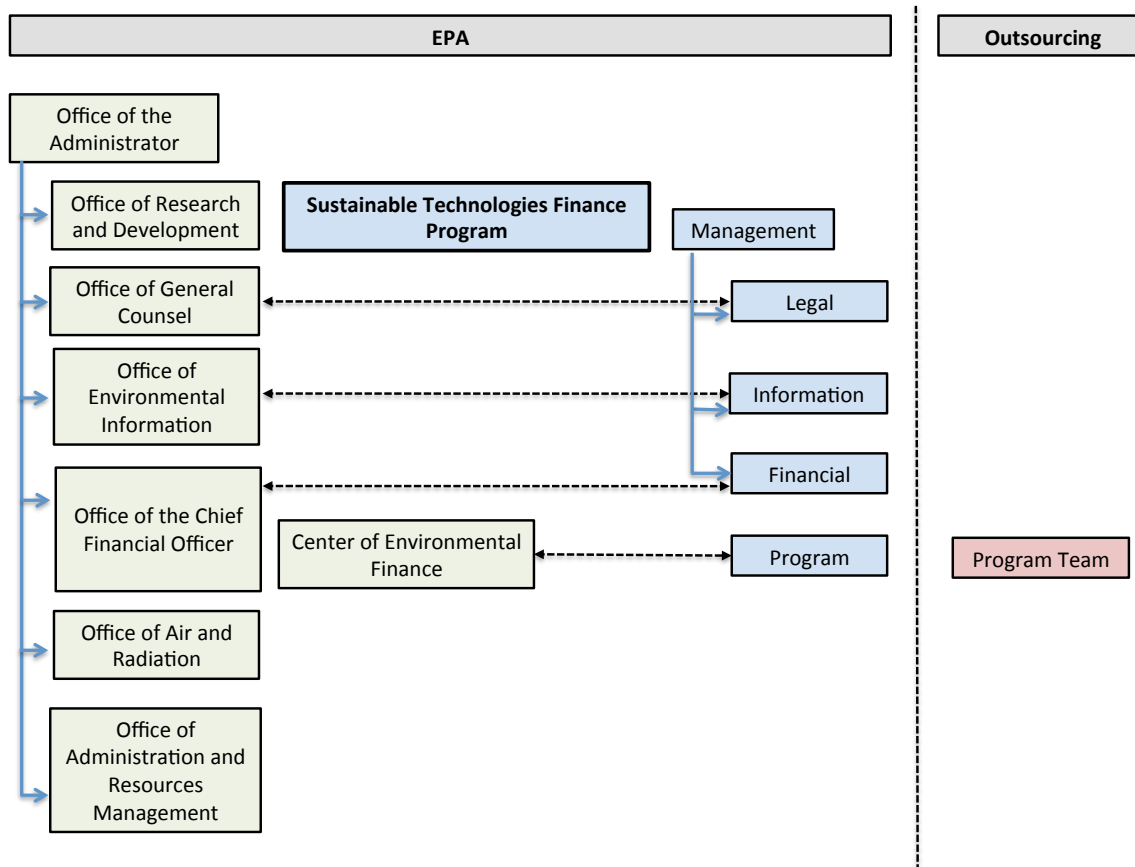 EPA
Outsourcing
Office of the
Administrator
Office of Research
and Development
Sustainable Technologies Finance
Program
Management
Office of General
Counsel
Legal
Office of
Environmental
Information
Information
Financial
Office of the Chief
Financial Officer
Center of Environmental
Finance
Program
Program Team
Office of Air and
Radiation
Office of
Administration and
Resources
Management